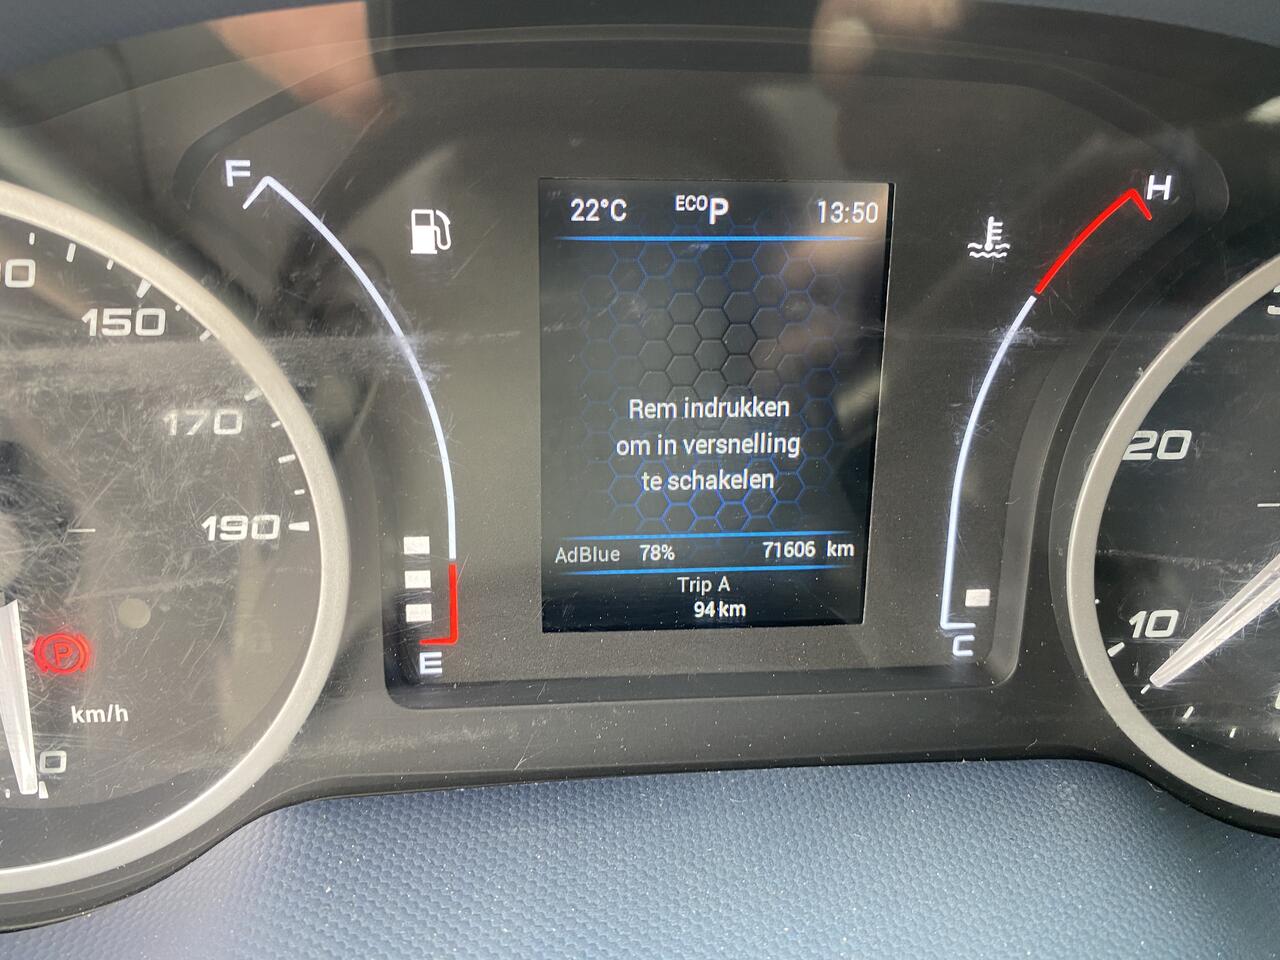 F
H
22°C ECO P 13:50
150
170
190
20
10
Rem indrukken
om in versnelling
te schakelen
AdBlue 78% 71606 km
Trip A
94 km
E
C
P
km/h
0